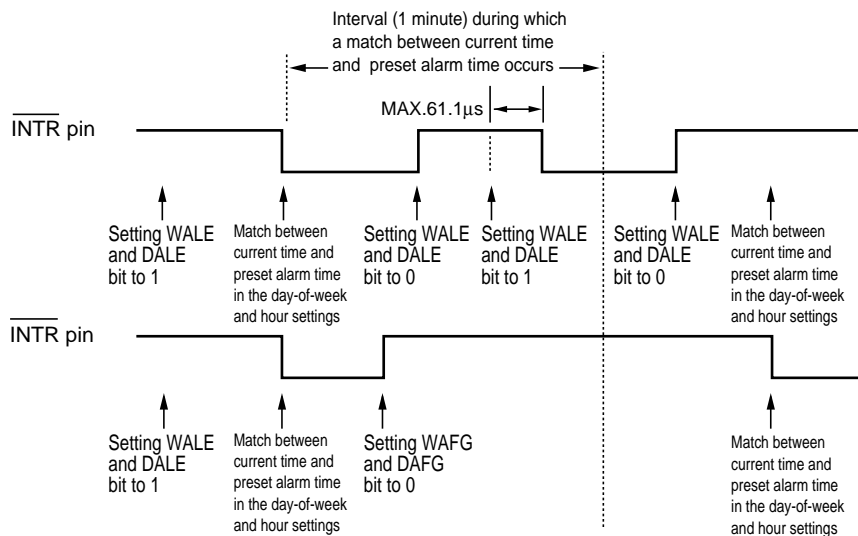 Interval (1 minute) during which
a match between current time
and preset alarm time occurs
MAX.61.1µs
INTR pin
Setting WALE
and DALE
bit to 1
Match between
current time and
preset alarm time
in the day-of-week
and hour settings
Setting WALE
and DALE
bit to 0
Setting WALE
and DALE
bit to 1
Setting WALE
and DALE
bit to 0
Match between
current time and
preset alarm time
in the day-of-week
and hour settings
INTR pin
Setting WALE
and DALE
bit to 1
Match between
current time and
preset alarm time
in the day-of-week
and hour settings
Setting WAFG
and DAFG
bit to 0
Match between
current time and
preset alarm time
in the day-of-week
and hour settings